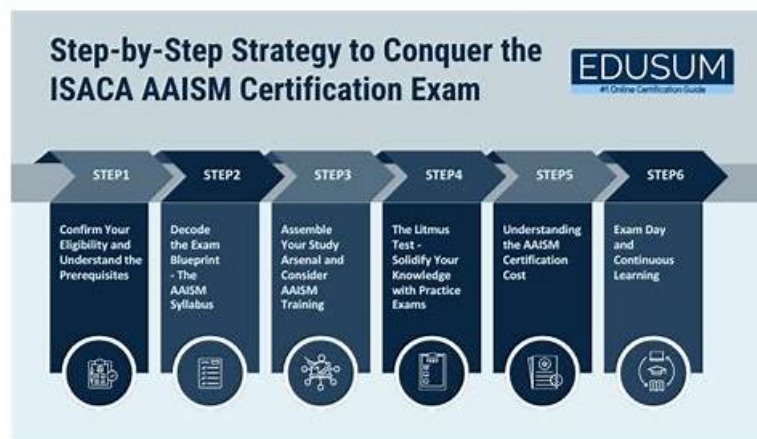 Step-by-Step Strategy to Conquer the
ISACA AAISM Certification Exam
EDUSUM
#1 Online Certification Guide
STEP1
STEP2
STEP3
STEP4
STEP5
STEP6
Confirm Your
Eligibility and
Understand the
Prerequisites
Decode
the Exam
Blueprint
- The
AAISM
Syllabus
Assemble
Your Study
Arsenal and
Consider
AAISM
Training
The Litmus
Test -
Solidify Your
Knowledge
with Practice
Exams
Understanding
the AAISM
Certification
Cost
Exam Day
and
Continuous
Learning
TEST